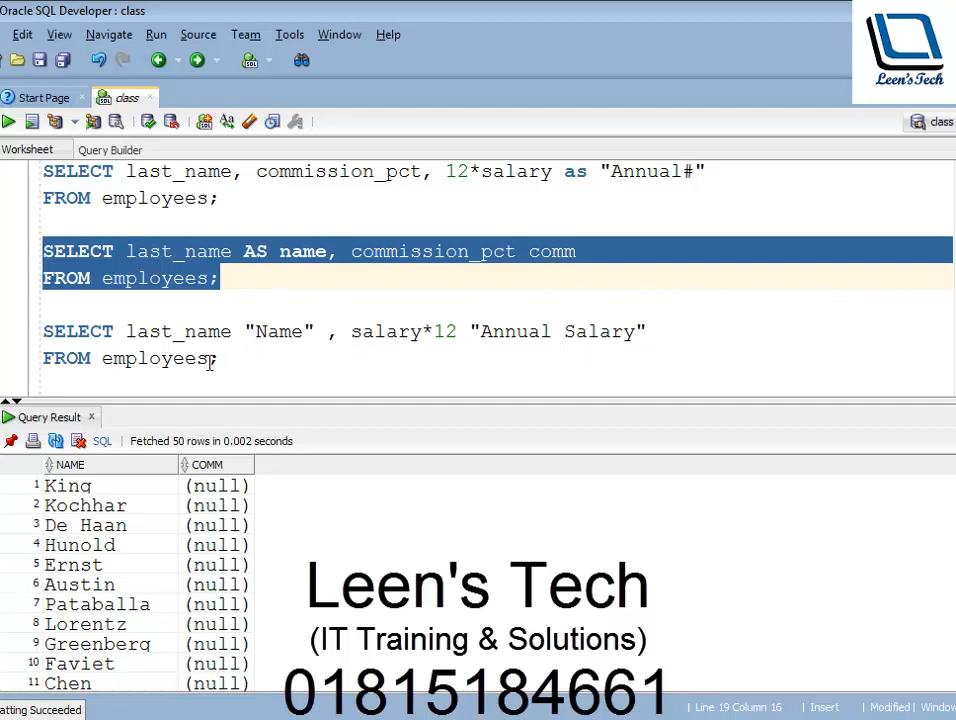 Oracle SQL Developer : class
Leen'sTech
Edit View Navigate Run Source Team Tools Window Help
Start Page class
class
Worksheet Query Builder
SELECT last_name, commission_pct, 12*salary as "Annual#"
FROM employees;
SELECT last_name AS name, commission_pct comm
FROM employees;
SELECT last_name "Name" , salary*12 "Annual Salary"
FROM employees;
Query Result
SQL Fetched 50 rows in 0.002 seconds
NAME COMM
1 King (null)
2 Kochhar (null)
3 De Haan (null)
4 Hunold (null)
5 Ernst (null)
6 Austin (null)
7 Pataballa (null)
8 Lorentz (null)
9 Greenberg (null)
10 Faviet (null)
11 Chen (null)
Leen's Tech
(IT Training & Solutions)
01815184661
atting Succeeded
Line 19 Column 16 Insert Modified Window